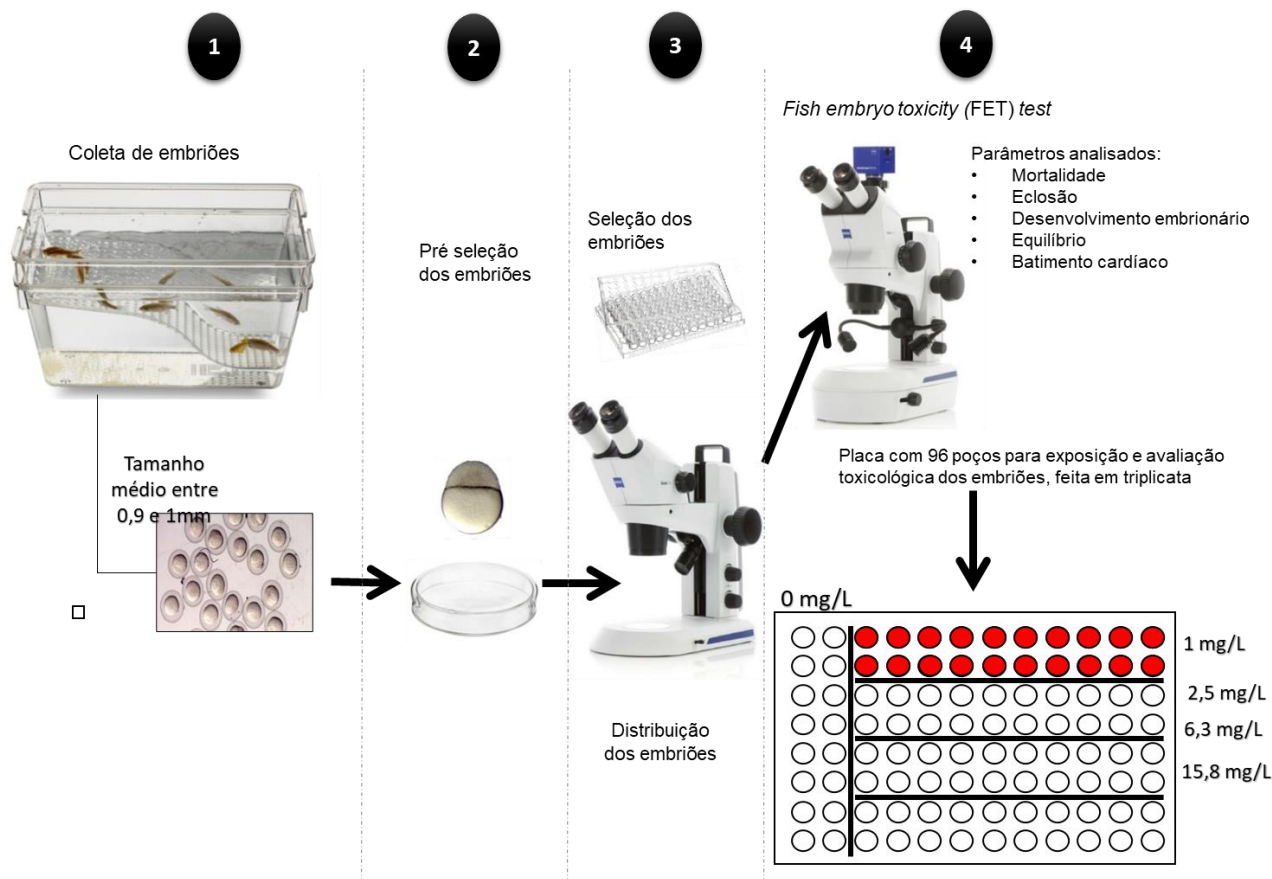 1
Coleta de embriões
Tamanho
médio entre
0,9 e 1mm
2
Pré seleção
dos embriões
3
Seleção dos
embriões
Distribuição
dos embriões
4
Fish embryo toxicity (FET) test
Parâmetros analisados:
• Mortalidade
• Eclosão
• Desenvolvimento embrionário
• Equilíbrio
• Batimento cardíaco
Placa com 96 poços para exposição e avaliação
toxicológica dos embriões, feita em triplicata
0 mg/L
1 mg/L
2,5 mg/L
6,3 mg/L
15,8 mg/L